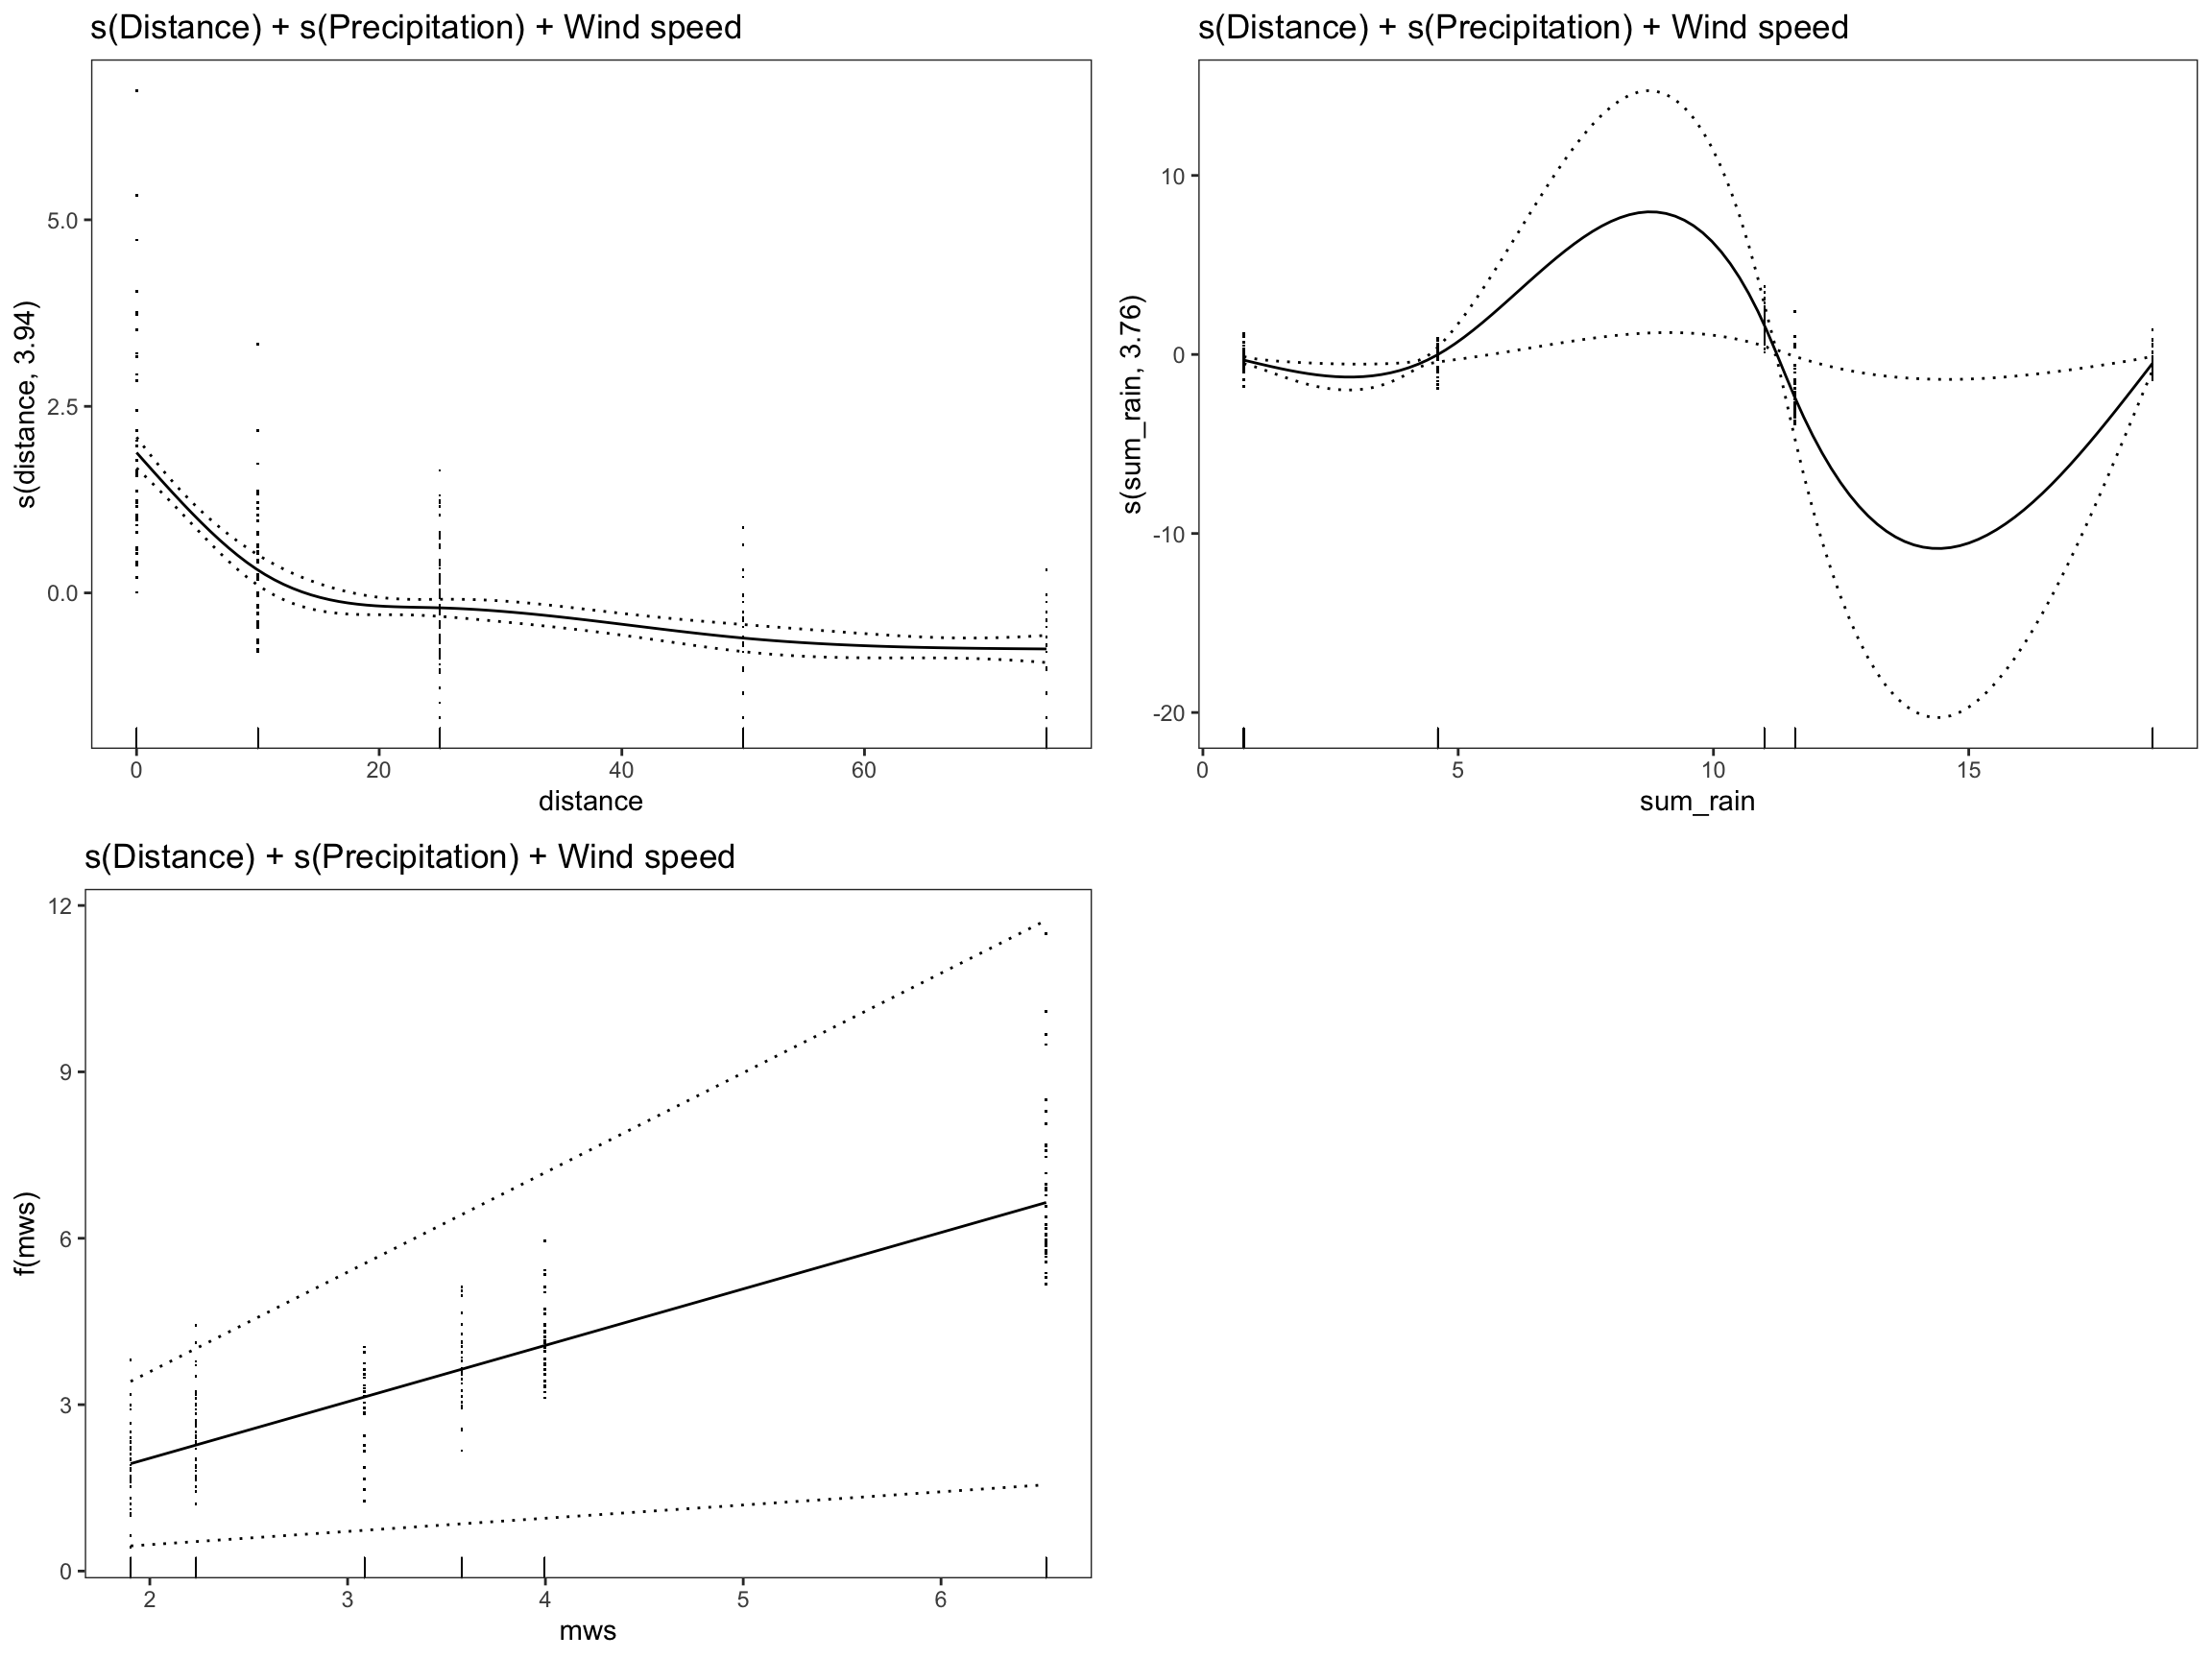 s(Distance) + s(Precipitation) + Wind speed
s(distance, 3.94)
5.0
2.5
0.0
0 20 40 60
distance
s(Distance) + s(Precipitation) + Wind speed
s(sum_rain, 3.76)
10
0
-10
-20
0 5 10 15
sum_rain
s(Distance) + s(Precipitation) + Wind speed
f(mws)
12
9
6
3
0
2 3 4 5 6
mws